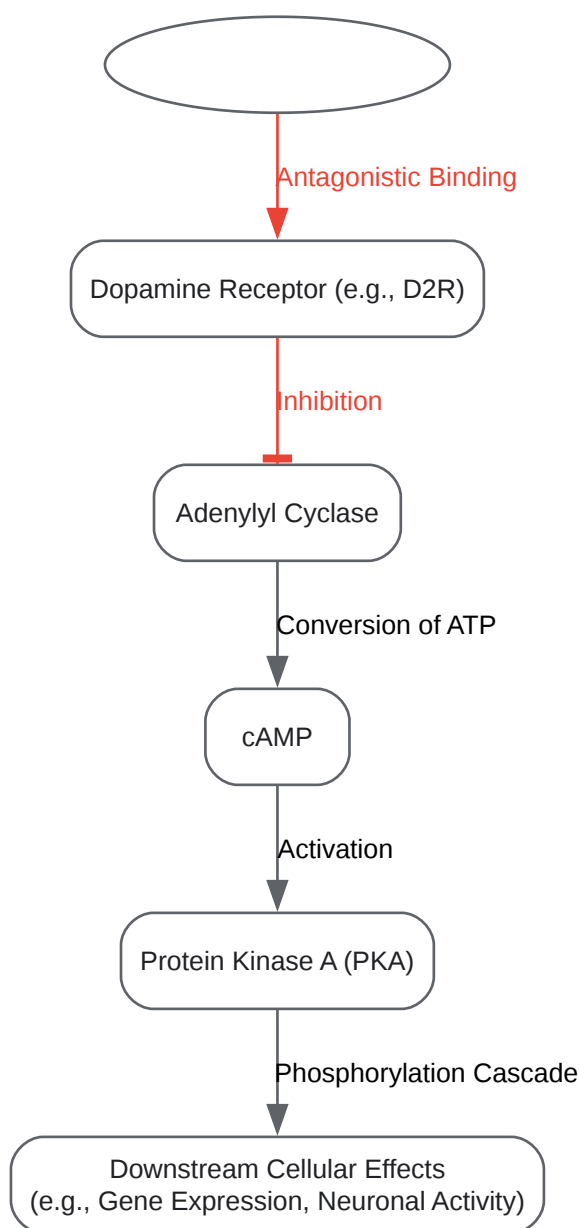 Antagonistic Binding
Dopamine Receptor (e.g., D2R)
Inhibition
Adenylyl Cyclase
Conversion of ATP
cAMP
Activation
Protein Kinase A (PKA)
Phosphorylation Cascade
Downstream Cellular Effects
(e.g., Gene Expression, Neuronal Activity)